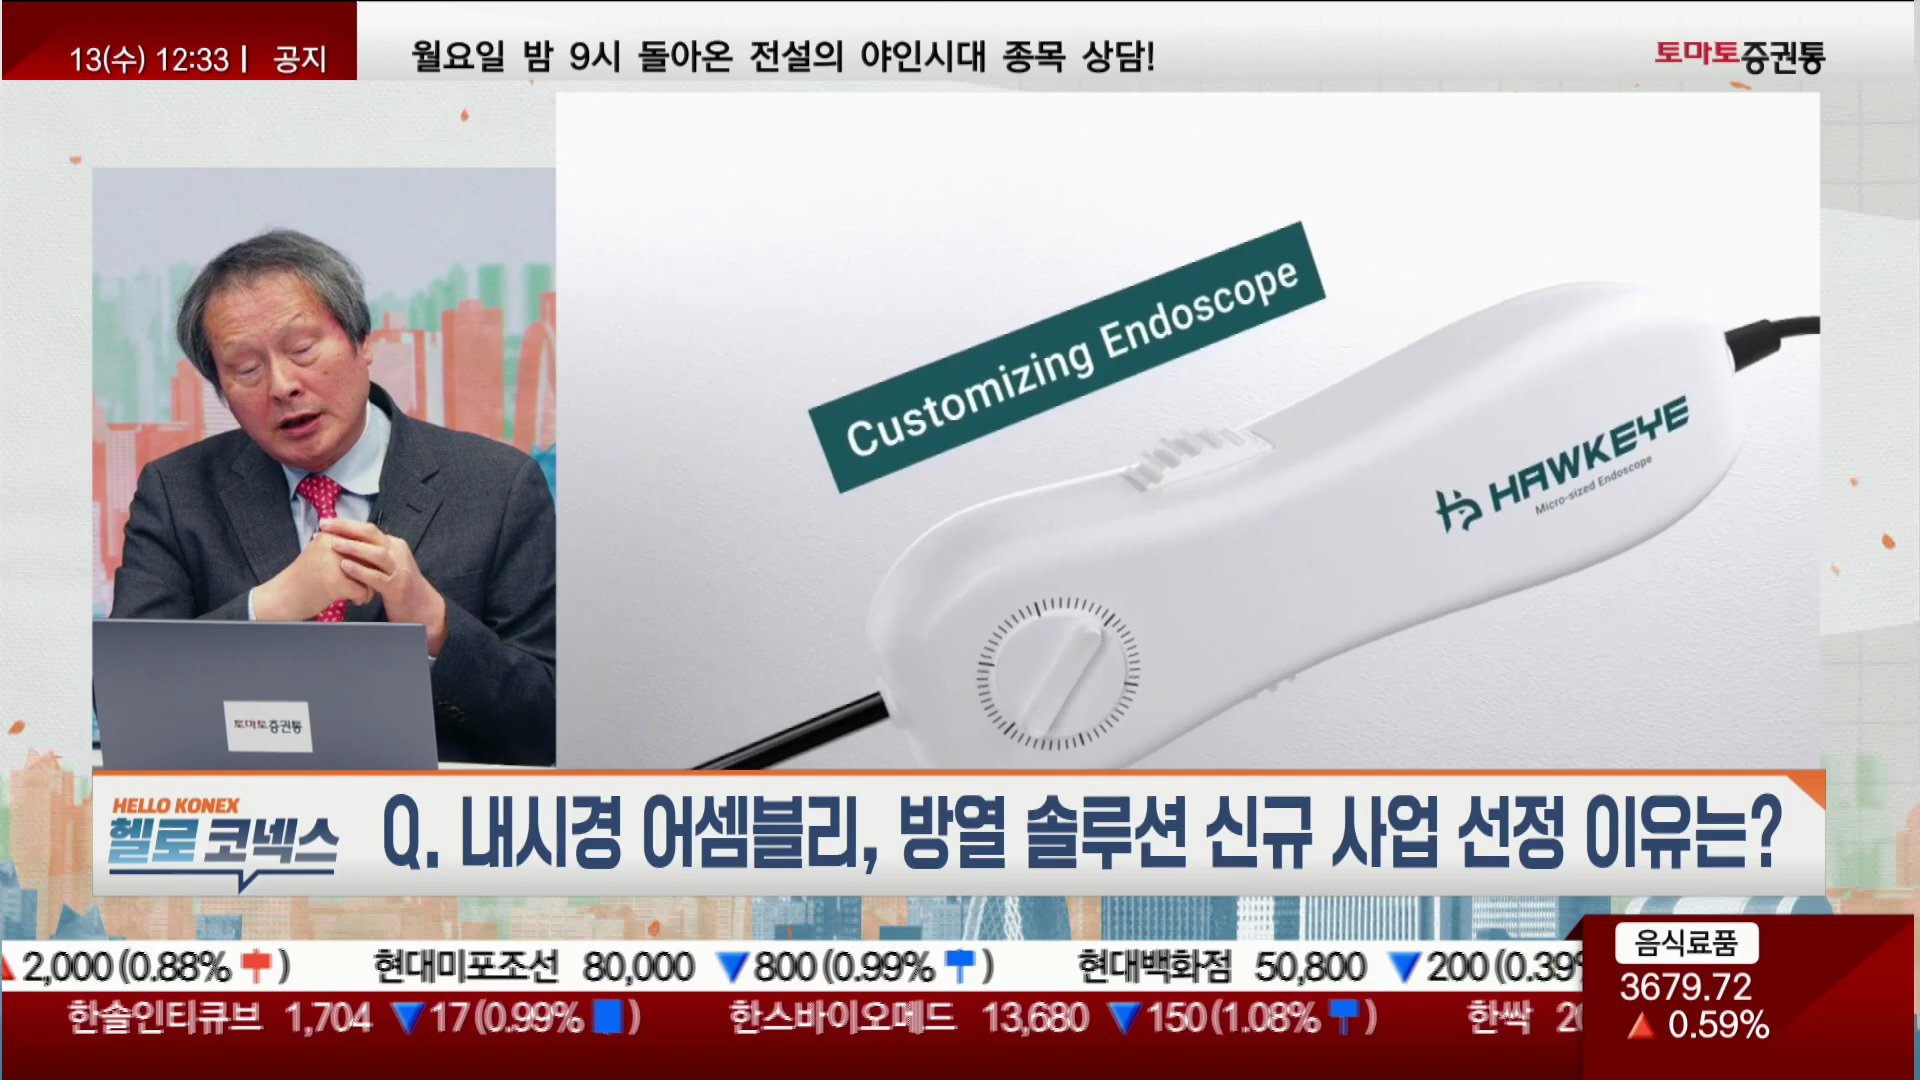 13(수) 12:33 | 공지
월요일 밤 9시 돌아온 전설의 야인시대 종목 상담!
토마토증권통
Customizing Endoscope
HAWKEYE
Micro-sized Endoscope
토마토증권통
HELLO KONEX
헬로 코넥스
Q. 내시경 어셈블리, 방열 솔루션 신규 사업 선정 이유는?
▲2,000(0.88% ) 현대미포조선 80,000 ▼800(0.99% ) 현대백화점 50,800 ▼200(0.39%
한솔인티큐브 1,704 ▼17(0.99% ) 한스바이오메드 13,680 ▼150(1.08% ) 한싹
음식료품
3679.72
▲ 0.59%